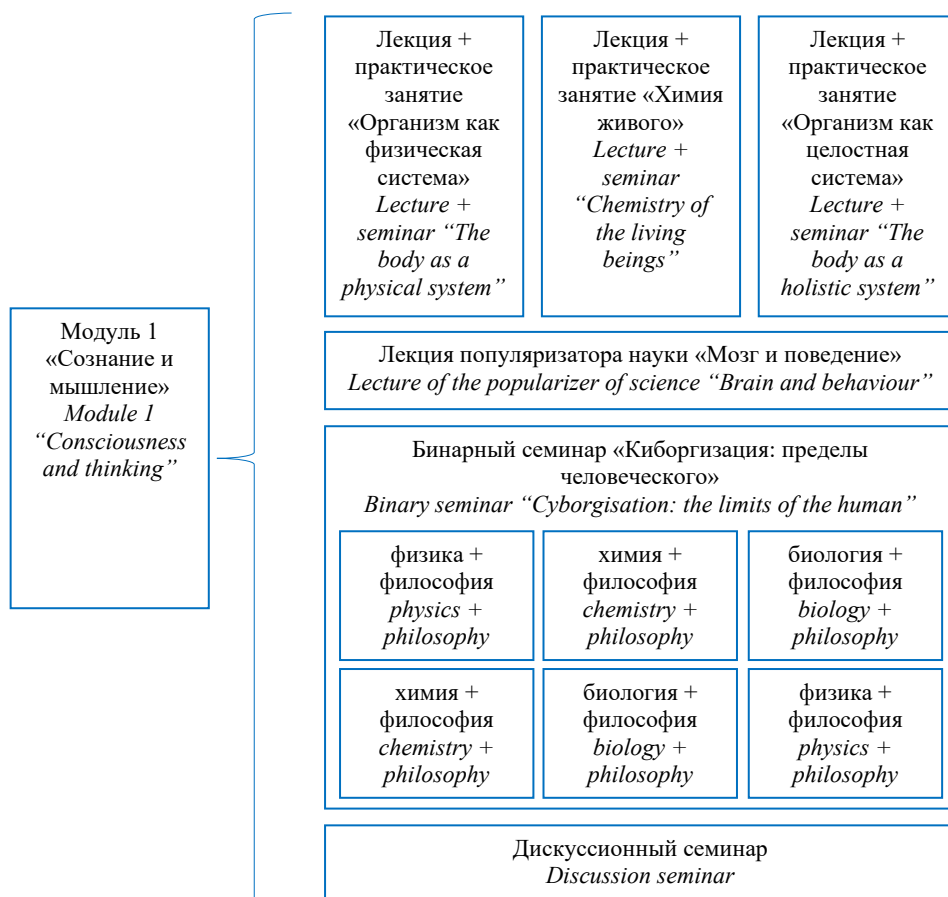 Модуль 1
«Сознание и
мышление»
Module 1
“Consciousness
and thinking”
Лекция +
практическое
занятие
«Организм как
физическая
система»
Lecture +
seminar “The
body as a
physical system”
Лекция +
практическое
занятие «Химия
живого»
Lecture +
seminar
“Chemistry of
the living
beings”
Лекция +
практическое
занятие
«Организм как
целостная
система»
Lecture +
seminar “The
body as a
holistic system”
Лекция популяризатора науки «Мозг и поведение»
Lecture of the popularizer of science “Brain and behaviour”
Бинарный семинар «Киборгизация: пределы
человеческого»
Binary seminar “Cyborgisation: the limits of the human”
физика +
философия
physics +
philosophy
химия +
философия
chemistry +
philosophy
биология +
философия
biology +
philosophy
химия +
философия
chemistry +
philosophy
биология +
философия
biology +
philosophy
физика +
философия
physics +
philosophy
Дискуссионный семинар
Discussion seminar